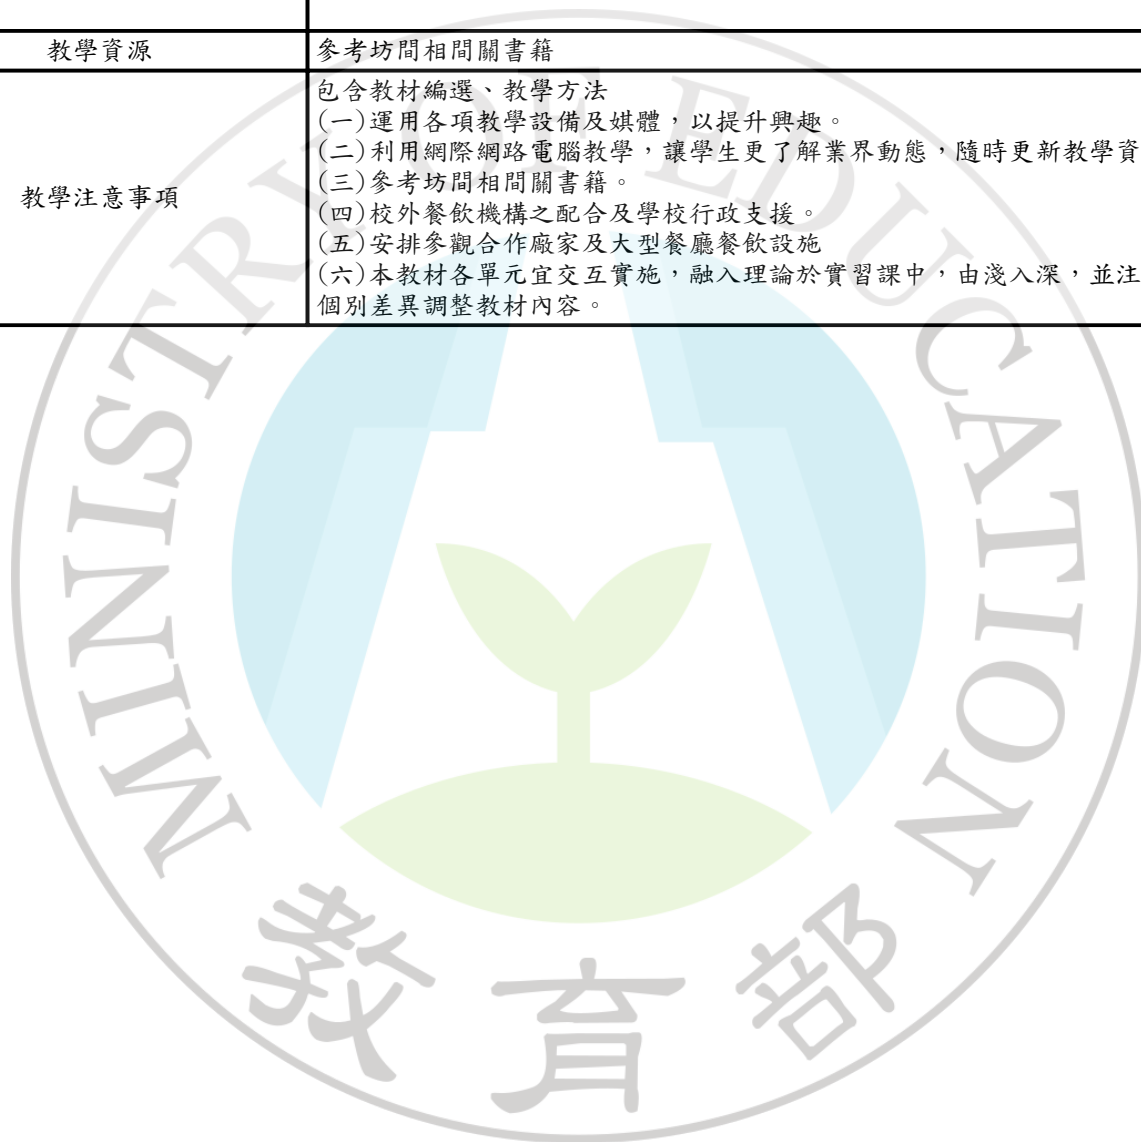 教學資源 參考坊間相間關書籍
包含教材編選、教學方法
(一)運用各項教學設備及媒體，以提升興趣。
(二)利用網際網路電腦教學，讓學生更了解業界動態，隨時更新教學資
教學注意事項 (三)參考坊間相間關書籍。
(四)校外餐飲機構之配合及學校行政支援。
(五)安排參觀合作廠家及大型餐廳餐飲設施
(六)本教材各單元宜交互實施，融入理論於實習課中，由淺入深，並注
個別差異調整教材內容。
MINISTRY OF EDUCATION
教育部